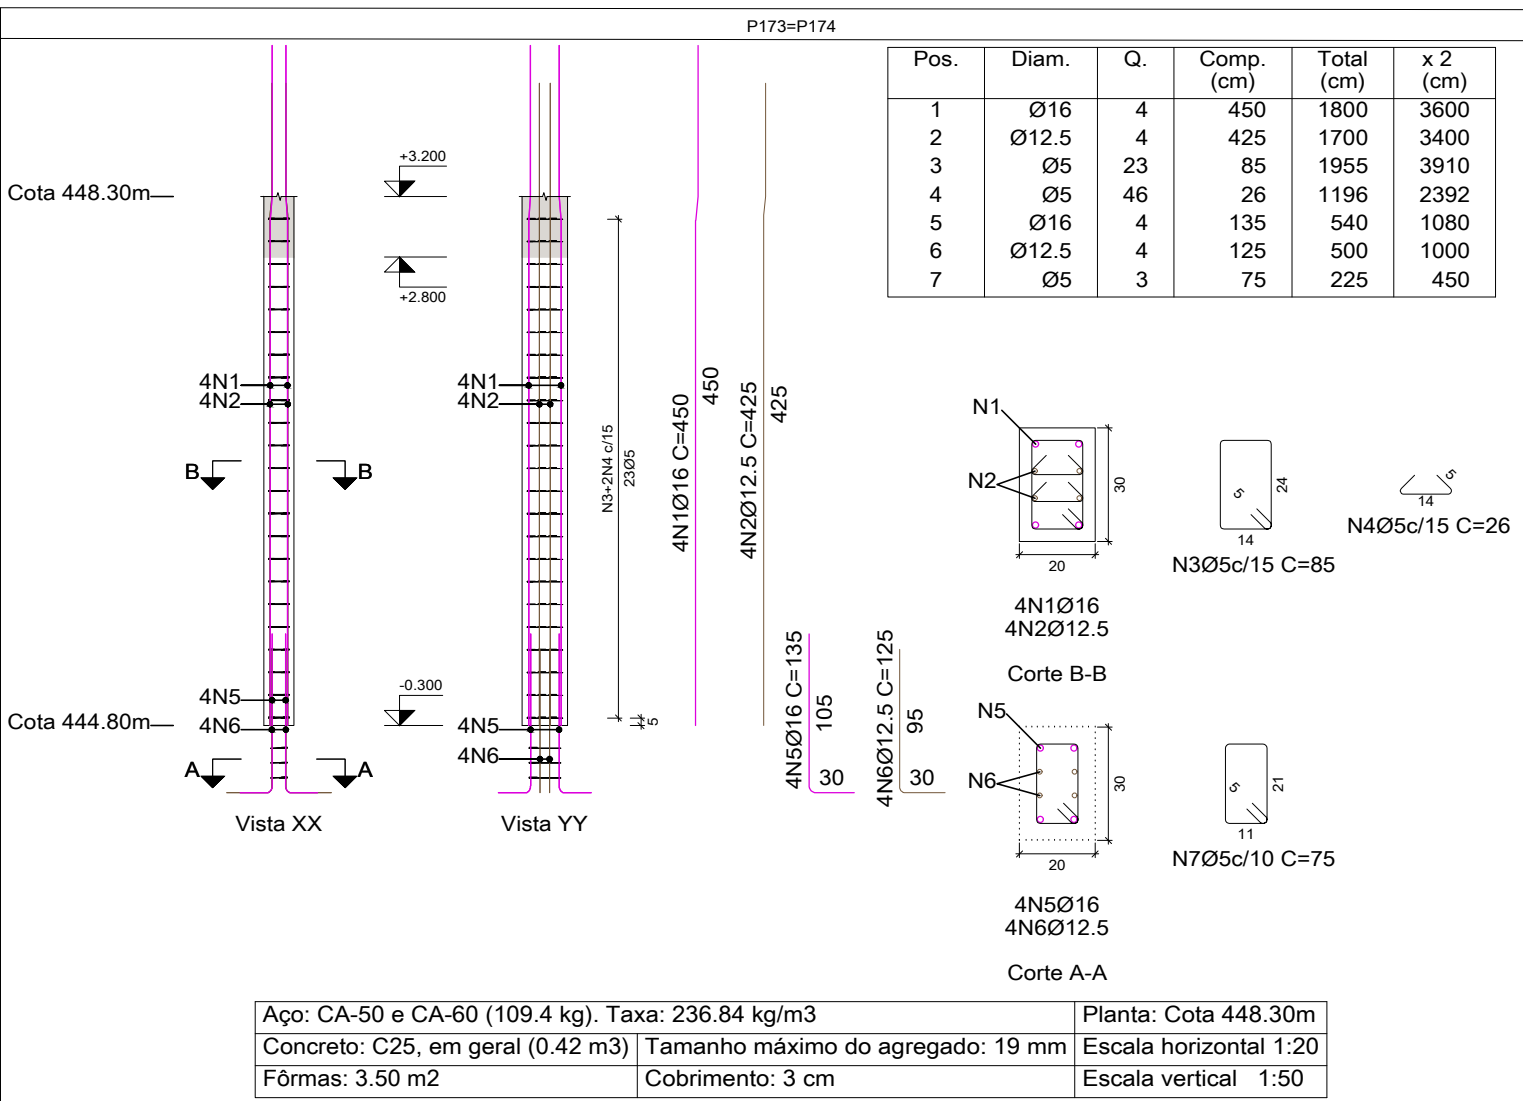 P173=P174
Pos. Diam. Q. Comp. (cm) Total (cm) x 2 (cm)
1 Ø16 4 450 1800 3600
2 Ø12.5 4 425 1700 3400
3 Ø5 23 85 1955 3910
4 Ø5 46 26 1196 2392
5 Ø16 4 135 540 1080
6 Ø12.5 4 125 500 1000
7 Ø5 3 75 225 450
Cota 448.30m
+3.200
+2.800
4N1
4N2
B B
4N5
Cota 444.80m
4N6
A A
Vista XX
-0.300
4N1
4N2
4N5
4N6
Vista YY
N3+2N4 c/15
23Ø5
5
4N1Ø16 C=450
450
4N2Ø12.5 C=425
425
4N5Ø16 C=135
105
30
4N6Ø12.5 C=125
95
30
N1
N2
30
20
4N1Ø16
4N2Ø12.5
Corte B-B
5
24
14
N3Ø5c/15 C=85
5
14
N4Ø5c/15 C=26
N5
N6
30
20
4N5Ø16
4N6Ø12.5
Corte A-A
5
21
11
N7Ø5c/10 C=75
Aço: CA-50 e CA-60 (109.4 kg). Taxa: 236.84 kg/m3
Planta: Cota 448.30m
Concreto: C25, em geral (0.42 m3)
Tamanho máximo do agregado: 19 mm
Escala horizontal 1:20
Fôrmas: 3.50 m2
Cobrimento: 3 cm
Escala vertical 1:50